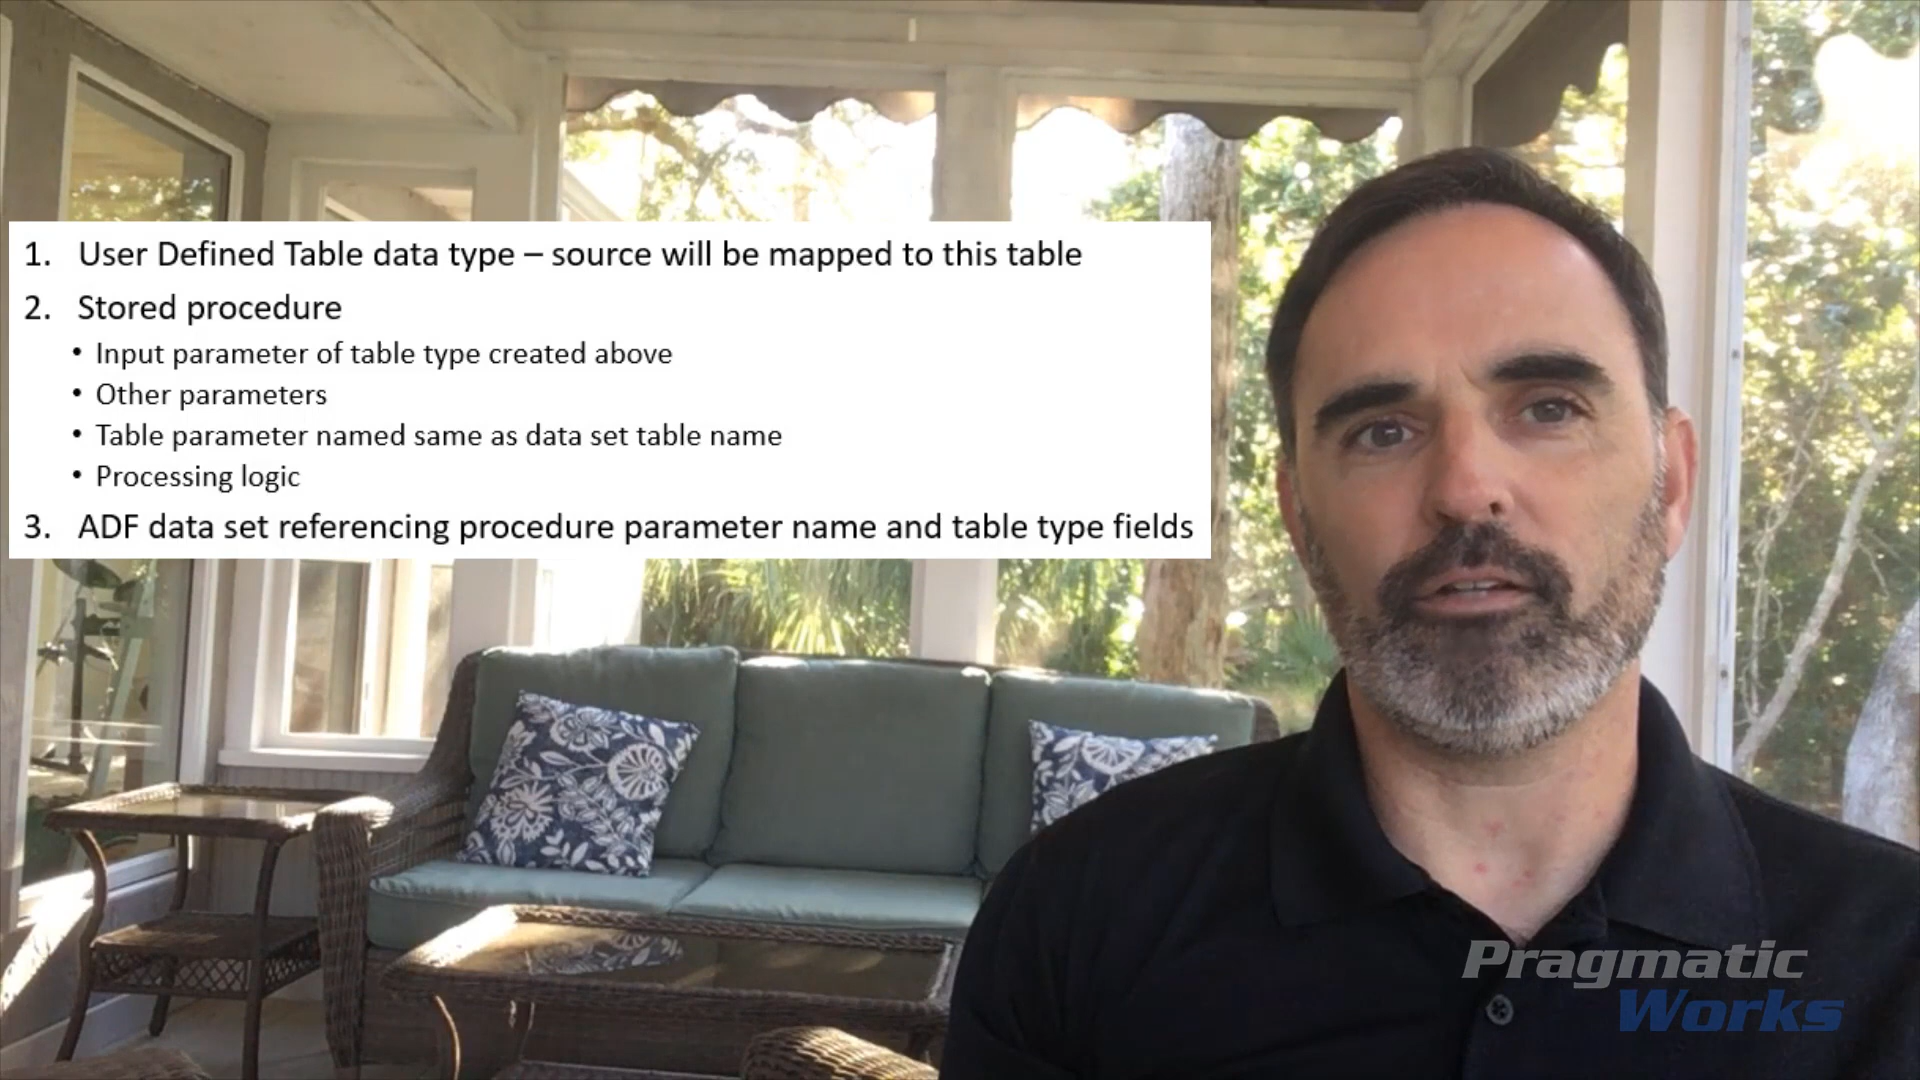 1. User Defined Table data type – source will be mapped to this table
2. Stored procedure
• Input parameter of table type created above
• Other parameters
• Table parameter named same as data set table name
• Processing logic
3. ADF data set referencing procedure parameter name and table type fields
Pragmatic
Works